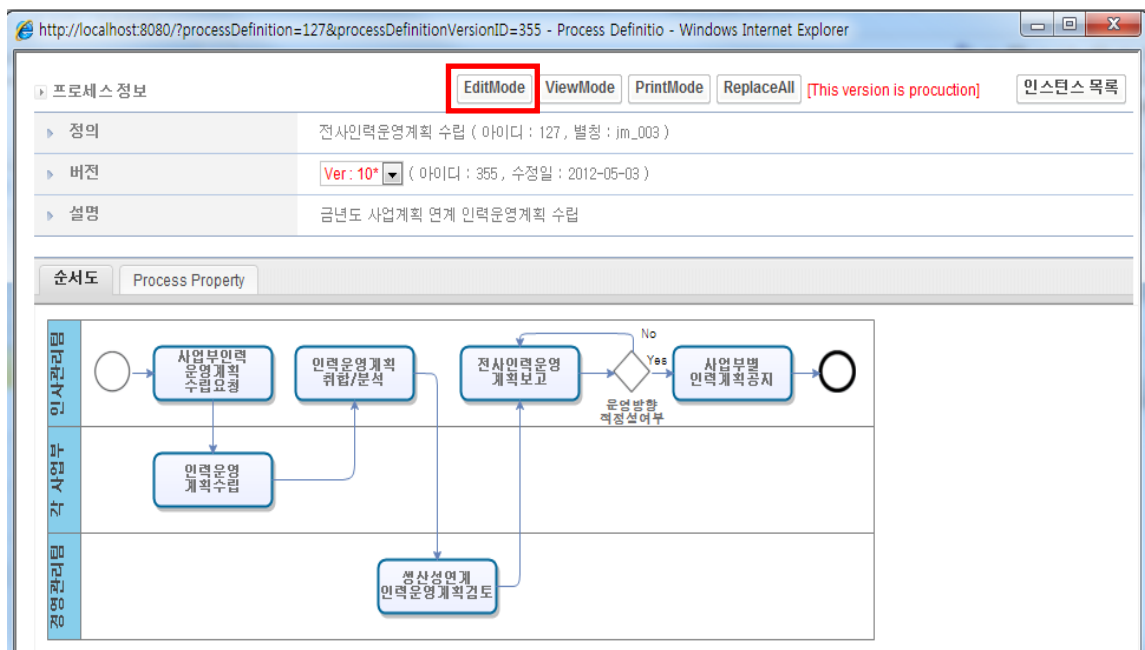 http://localhost:8080/?processDefinition=127&processDefinitionVersionID=355 - Process Definitio - Windows Internet Explorer
프로세스 정보
EditMode
ViewMode
PrintMode
ReplaceAll
[This version is procuction]
인스턴스 목록
정의
전사인력운영계획 수립 ( 아이디 : 127 , 별칭 : jm_003 )
버전
Ver : 10*
( 아이디 : 355 , 수정일 : 2012-05-03 )
설명
금년도 사업계획 연계 인력운영계획 수립
순서도
Process Property
인사관리팀
사업부인력
운영계획
수립요청
인력운영계획
취합/분석
전사인력운영
계획보고
No
Yes
운영방향
적정성여부
사업부별
인력계획공지
각 사업부
인력운영
계획수립
경영관리팀
생산성연계
인력운영계획검토